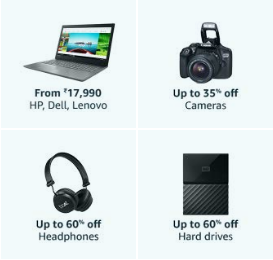 From ₹17,990
HP, Dell, Lenovo
Up to 35% off
Cameras
Up to 60% off
Headphones
Up to 60% off
Hard drives